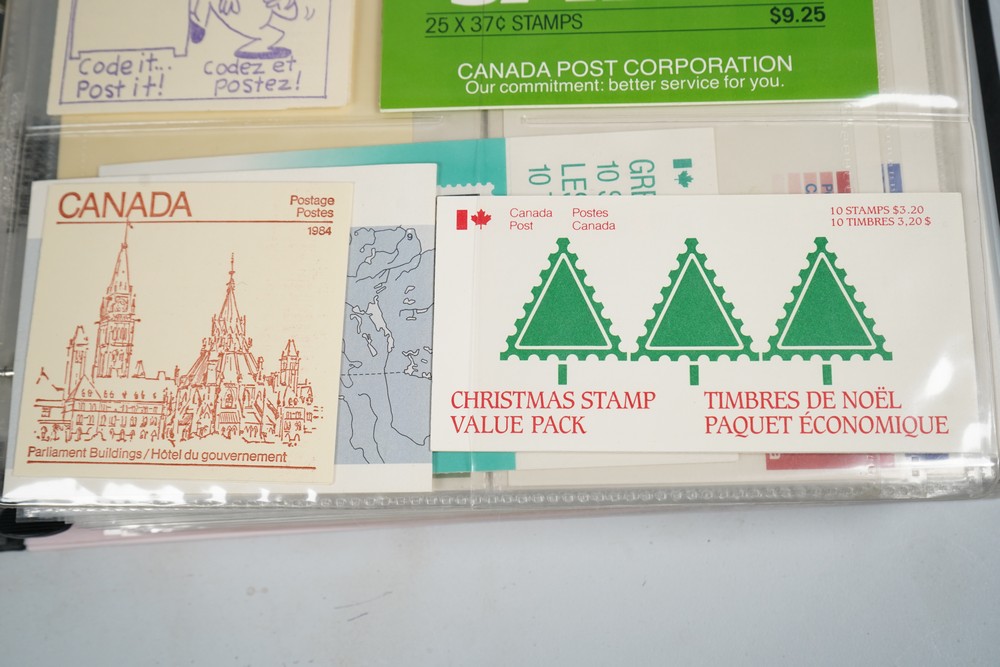 Code it...
Post it!
Codez et
postez!
25 X 37¢ STAMPS
$9.25
CANADA POST CORPORATION
Our commitment: better service for you.
CANADA
Postage
Postes
1984
Parliament Buildings / Hôtel du gouvernement
9
Canada
Post
Postes
Canada
10 STAMPS $3.20
10 TIMBRES 3,20 $
CHRISTMAS STAMP
VALUE PACK
TIMBRES DE NOËL
PAQUET ÉCONOMIQUE